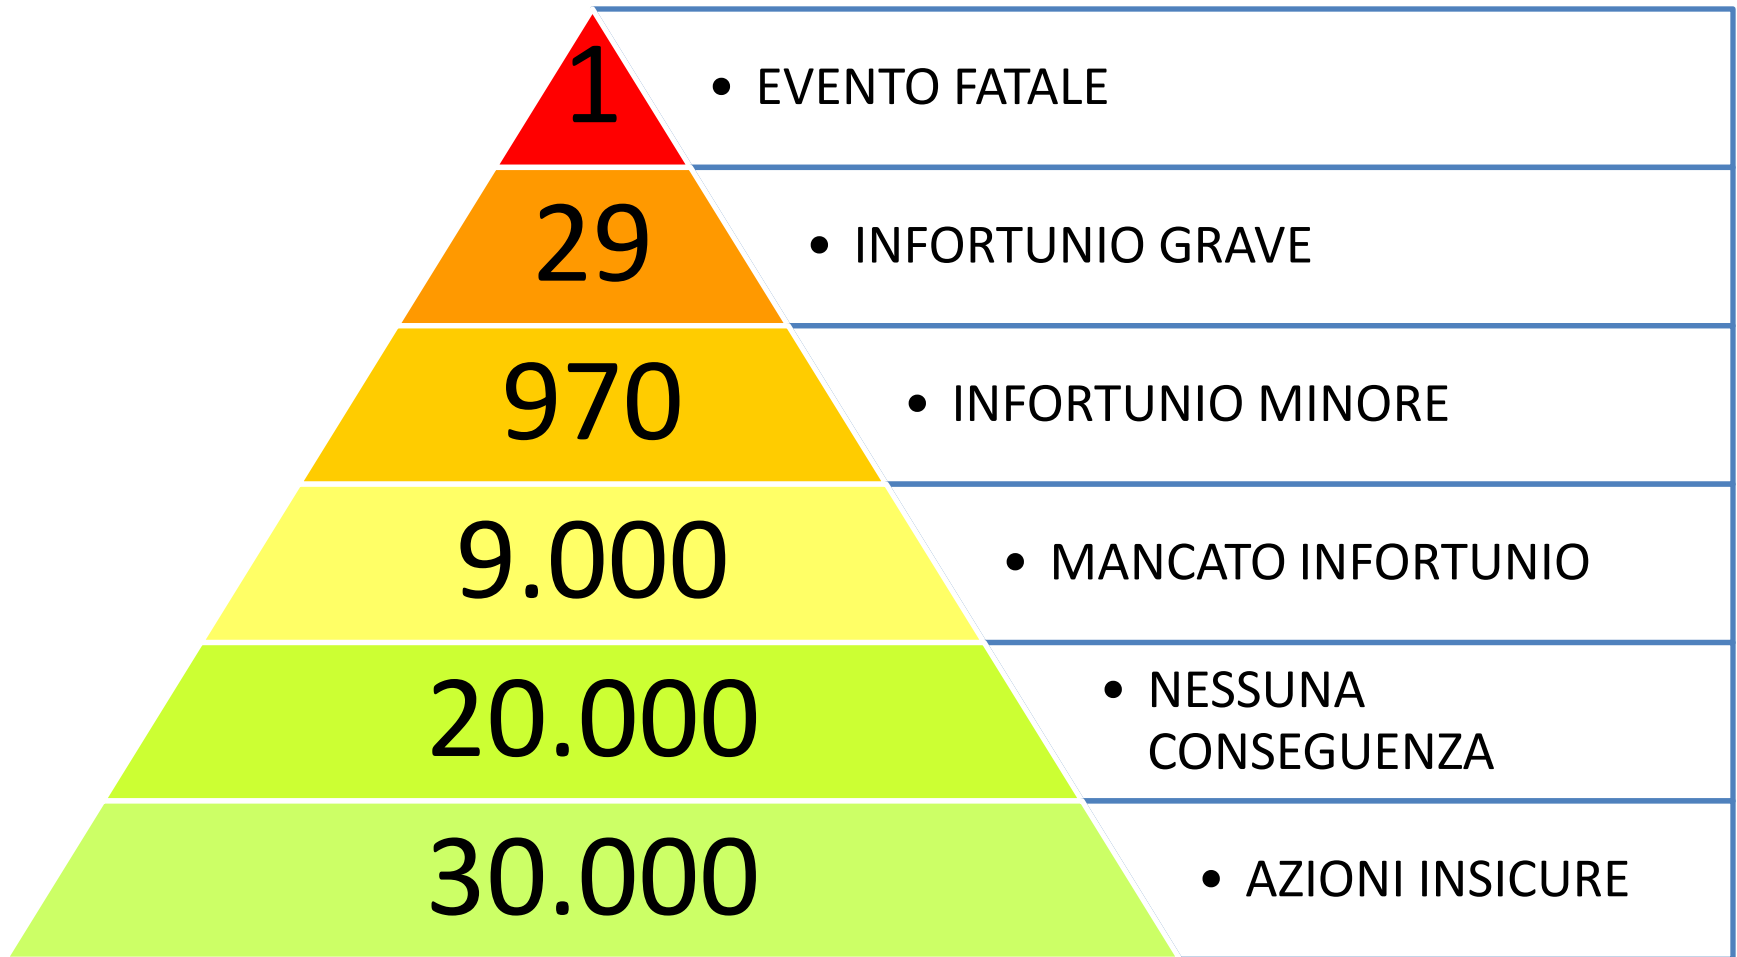 1
• EVENTO FATALE
29
• INFORTUNIO GRAVE
970
• INFORTUNIO MINORE
9.000
• MANCATO INFORTUNIO
20.000
• NESSUNA
CONSEGUENZA
30.000
• AZIONI INSICURE